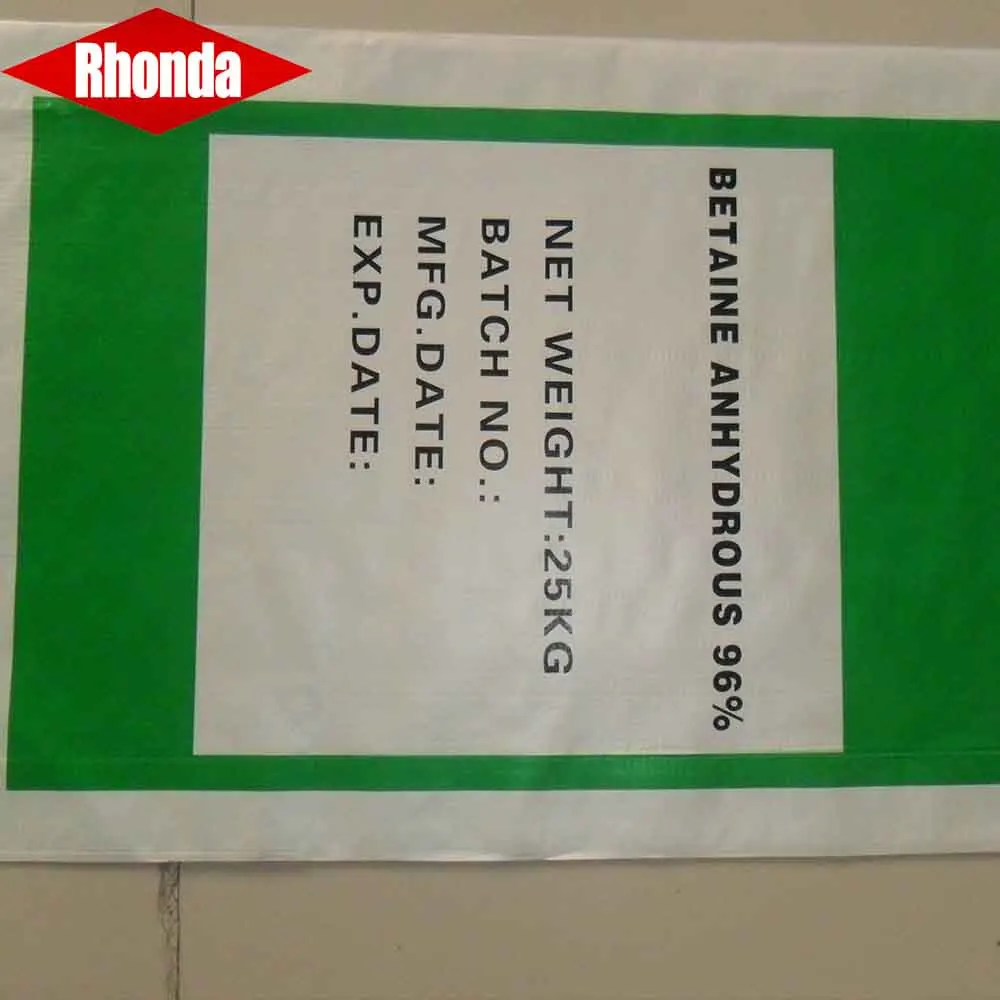 Rhonda
BETAINE ANHYDROUS 96%
NET WEIGHT:25KG
BATCH NO.:
MFG.DATE:
EXP.DATE: